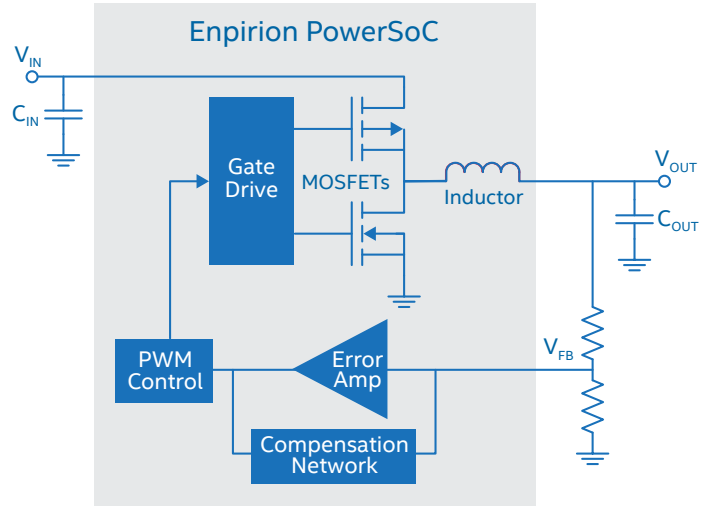 Enpirion PowerSoC
VIN
CIN
Gate
Drive
MOSFETs
Inductor
VOUT
COUT
VFB
PWM
Control
Error
Amp
Compensation
Network